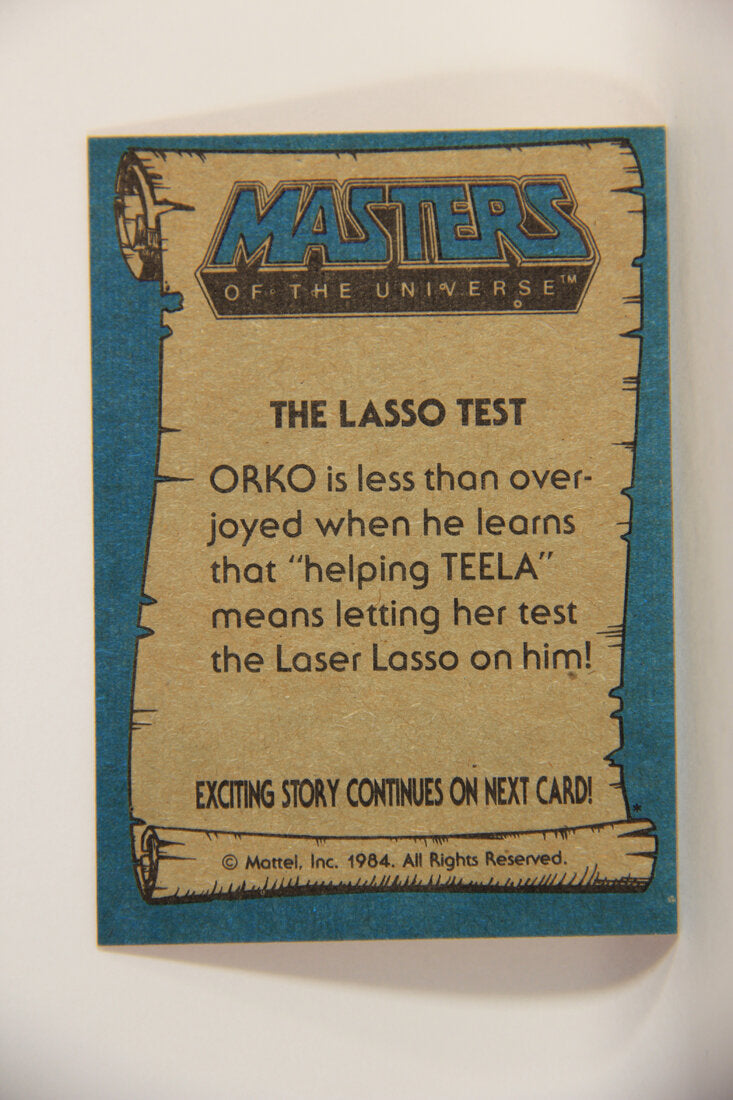 MASTERS
OF THE UNIVERSE™
THE LASSO TEST
ORKO is less than over-
joyed when he learns
that “helping TEELA”
means letting her test
the Laser Lasso on him!
EXCITING STORY CONTINUES ON NEXT CARD!
*
© Mattel, Inc. 1984. All Rights Reserved.